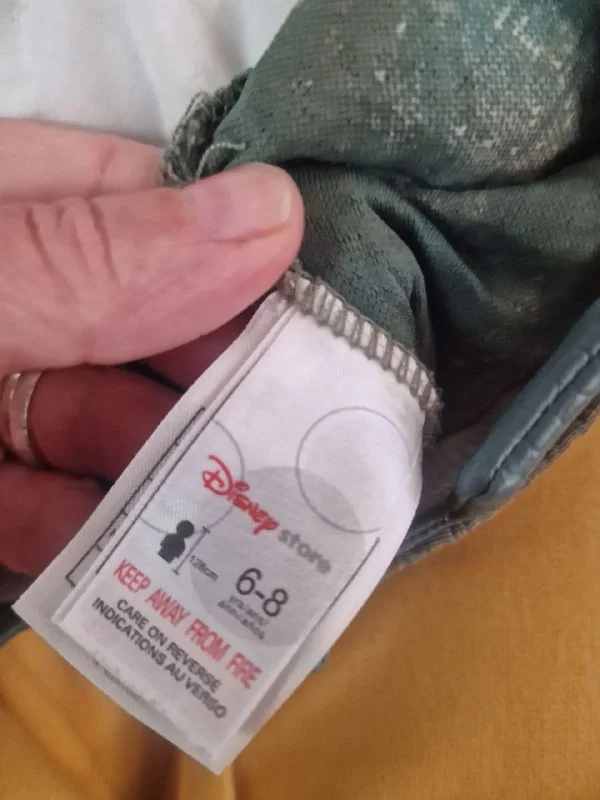 Disney store
128cm
6-8
KEEP AWAY FROM FIRE
CARE ON REVERSE
INDICATIONS AU VERSO